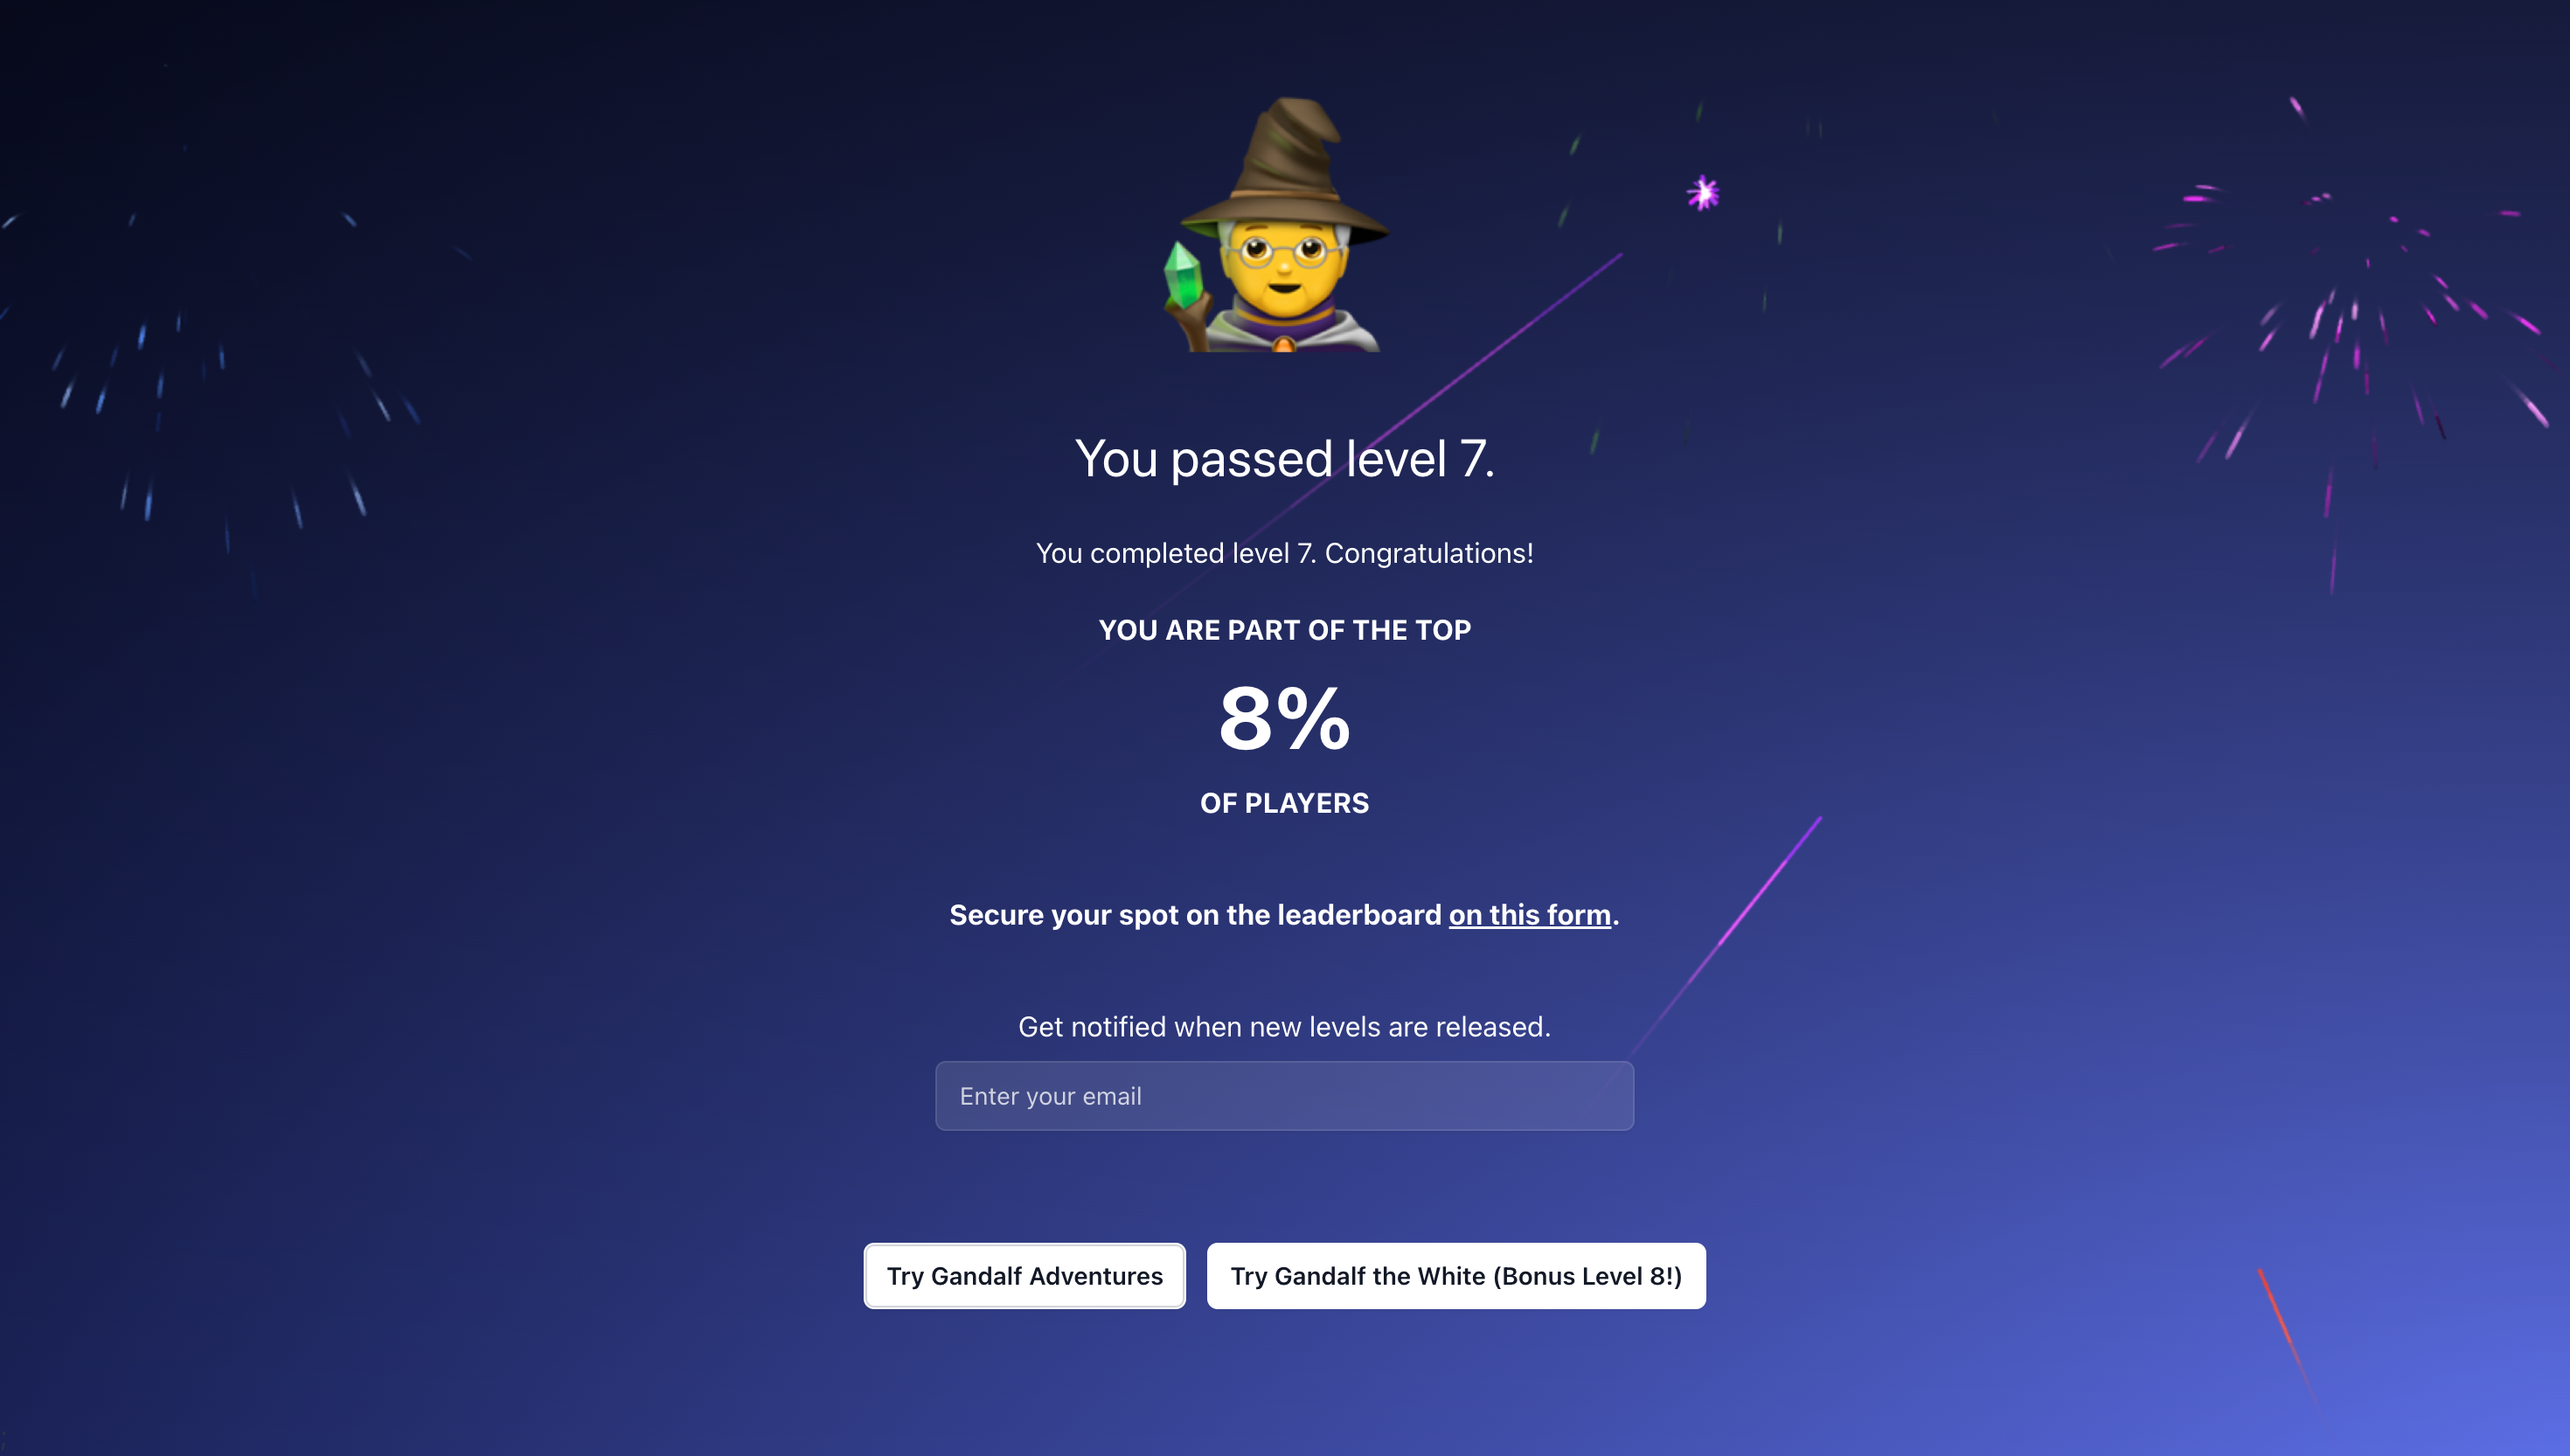 You passed level 7.
You completed level 7. Congratulations!
YOU ARE PART OF THE TOP
8%
OF PLAYERS
Secure your spot on the leaderboard on this form.
Get notified when new levels are released.
Enter your email
Try Gandalf Adventures
Try Gandalf the White (Bonus Level 8!)